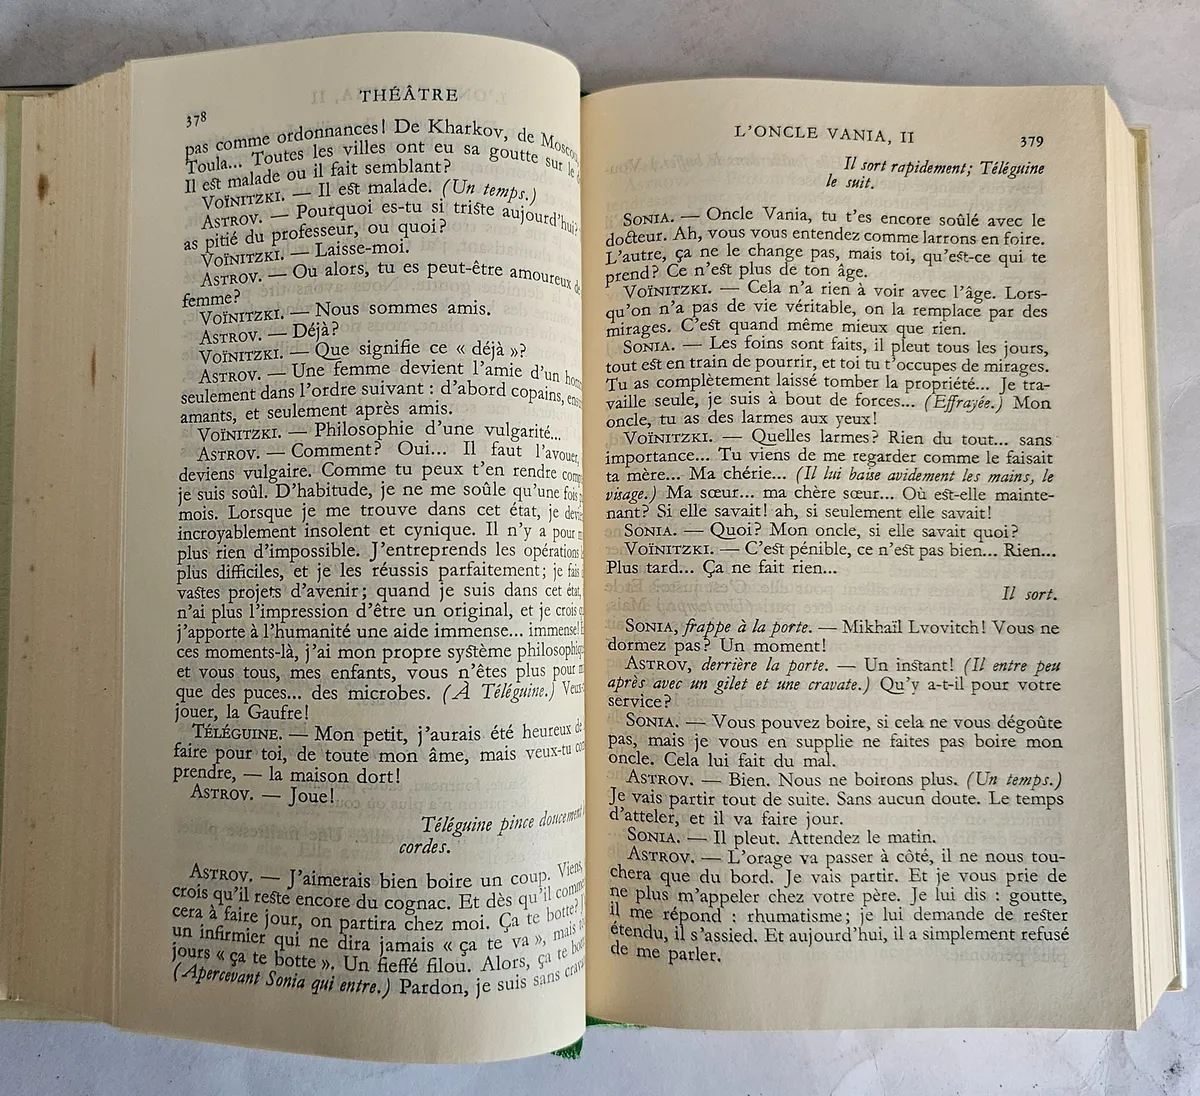 378
THÉÂTRE
pas comme ordonnances! De Kharkov, de Moscou,
Toula... Toutes les villes ont eu sa goutte sur le
Il est malade ou il fait semblant?
VOÏNITZKI. — Il est malade. (Un temps.)
ASTROV. — Pourquoi es-tu si triste aujourd'hui?
as pitié du professeur, ou quoi?
VOÏNITZKI. — Laisse-moi.
ASTROV. — Ou alors, tu es peut-être amoureux de
femme?
VOÏNITZKI. — Nous sommes amis.
ASTROV. — Déjà?
VOÏNITZKI. — Que signifie ce « déjà »?
ASTROV. — Une femme devient l'amie d'un
seulement dans l'ordre suivant : d'abord copains,
amants, et seulement après amis.
VOÏNITZKI. — Philosophie d'une vulgarité...
ASTROV. — Comment? Oui... Il faut l'avouer,
deviens vulgaire. Comme tu peux t'en rendre
je suis soûl. D'habitude, je ne me soûle qu'une fois
mois. Lorsque je me trouve dans cet état, je
incroyablement insolent et cynique. Il n'y a pour
plus rien d'impossible. J'entreprends les opérations
plus difficiles, et je les réussis parfaitement; je fais
vastes projets d'avenir; quand je suis dans cet état,
n'ai plus l'impression d'être un original, et je crois
j'apporte à l'humanité une aide immense... immense!
ces moments-là, j'ai mon propre système
et vous tous, mes enfants, vous n'êtes plus pour
que des puces... des microbes. (À Téléguine.)
jouer, la Gaufre!
TÉLÉGUINE. — Mon petit, j'aurais été heureux de
faire pour toi, de toute mon âme, mais veux-tu
prendre, — la maison dort!
ASTROV. — Joue!
Téléguine pince doucement
cordes.
ASTROV. — J'aimerais bien boire un coup. Viens,
crois qu'il reste encore du cognac. Et dès qu'il
cera à faire jour, on partira chez moi. Ça te botte?
un infirmier qui ne dira jamais « ça te va », mais
jours « ça te botte ». Un fieffé filou. Alors, ça te
(Apercevant Sonia qui entre.) Pardon, je suis sans
L'ONCLE VANIA, II
379
Il sort rapidement; Téléguine
le suit.
SONIA. — Oncle Vania, tu t'es encore soûlé avec le
docteur. Ah, vous vous entendez comme larrons en foire.
L'autre, ça ne le change pas, mais toi, qu'est-ce qui te
prend? Ce n'est plus de ton âge.
VOÏNITZKI. — Cela n'a rien à voir avec l'âge. Lors-
qu'on n'a pas de vie véritable, on la remplace par des
mirages. C'est quand même mieux que rien.
SONIA. — Les foins sont faits, il pleut tous les jours,
tout est en train de pourrir, et toi tu t'occupes de mirages.
Tu as complètement laissé tomber la propriété... Je tra-
vaille seule, je suis à bout de forces... (Effrayée.) Mon
oncle, tu as des larmes aux yeux!
VOÏNITZKI. — Quelles larmes? Rien du tout... sans
importance... Tu viens de me regarder comme le faisait
ta mère... Ma chérie... (Il lui baise avidement les mains, le
visage.) Ma sœur... ma chère sœur... Où est-elle mainte-
nant? Si elle savait! ah, si seulement elle savait!
SONIA. — Quoi? Mon oncle, si elle savait quoi?
VOÏNITZKI. — C'est pénible, ce n'est pas bien... Rien...
Plus tard... Ça ne fait rien...
Il sort.
SONIA, frappe à la porte. — Mikhaïl Lvovitch! Vous ne
dormez pas? Un moment!
ASTROV, derrière la porte. — Un instant! (Il entre peu
après avec un gilet et une cravate.) Qu'y a-t-il pour votre
service?
SONIA. — Vous pouvez boire, si cela ne vous dégoûte
pas, mais je vous en supplie ne faites pas boire mon
oncle. Cela lui fait du mal.
ASTROV. — Bien. Nous ne boirons plus. (Un temps.)
Je vais partir tout de suite. Sans aucun doute. Le temps
d'atteler, et il va faire jour.
SONIA. — Il pleut. Attendez le matin.
ASTROV. — L'orage va passer à côté, il ne nous tou-
chera que du bord. Je vais partir. Et je vous prie de
ne plus m'appeler chez votre père. Je lui dis : goutte,
il me répond : rhumatisme; je lui demande de rester
étendu, il s'assied. Et aujourd'hui, il a simplement refusé
de me parler.